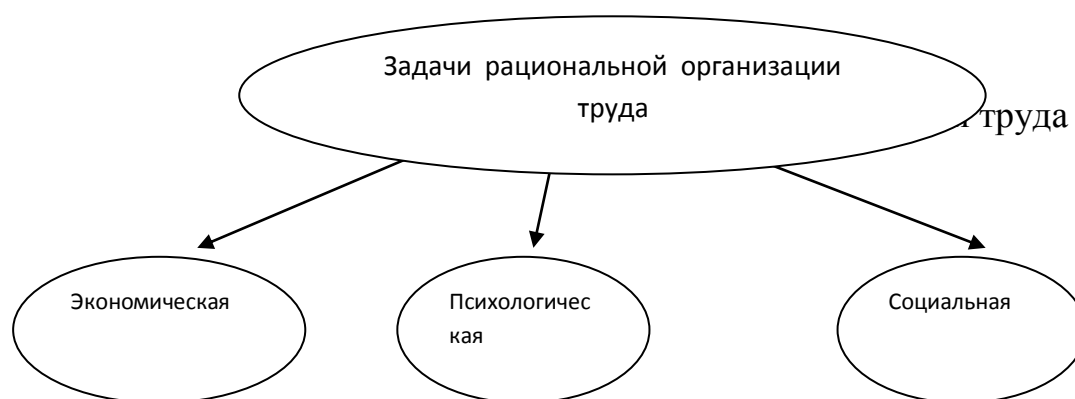 Задачи рациональной организации
труда
труда
Экономическая
Психологичес
кая
Социальная